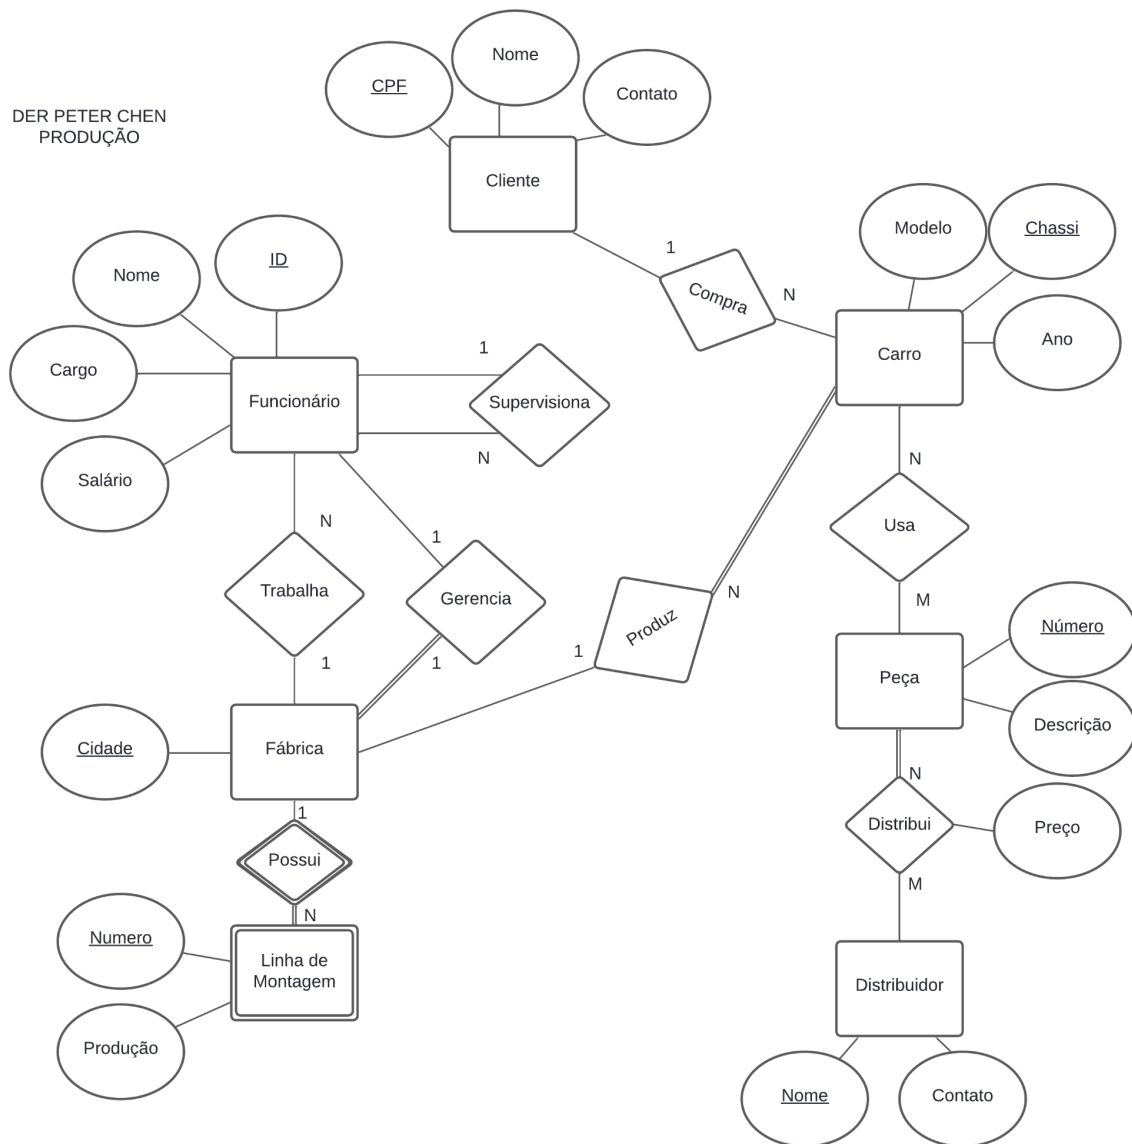 DER PETER CHEN
PRODUÇÃO
CPF
Nome
Contato
Cliente
1
Compra
N
Modelo
Chassi
Ano
Carro
Nome
ID
Cargo
Salário
Funcionário
1
Supervisiona
N
N
Trabalha
1
1
Gerencia
1
N
Produz
1
N
Usa
M
Peça
Número
Descrição
N
Distribui
Preço
M
Distribuidor
Nome
Contato
Cidade
Fábrica
1
Possui
N
Numero
Linha de
Montagem
Produção